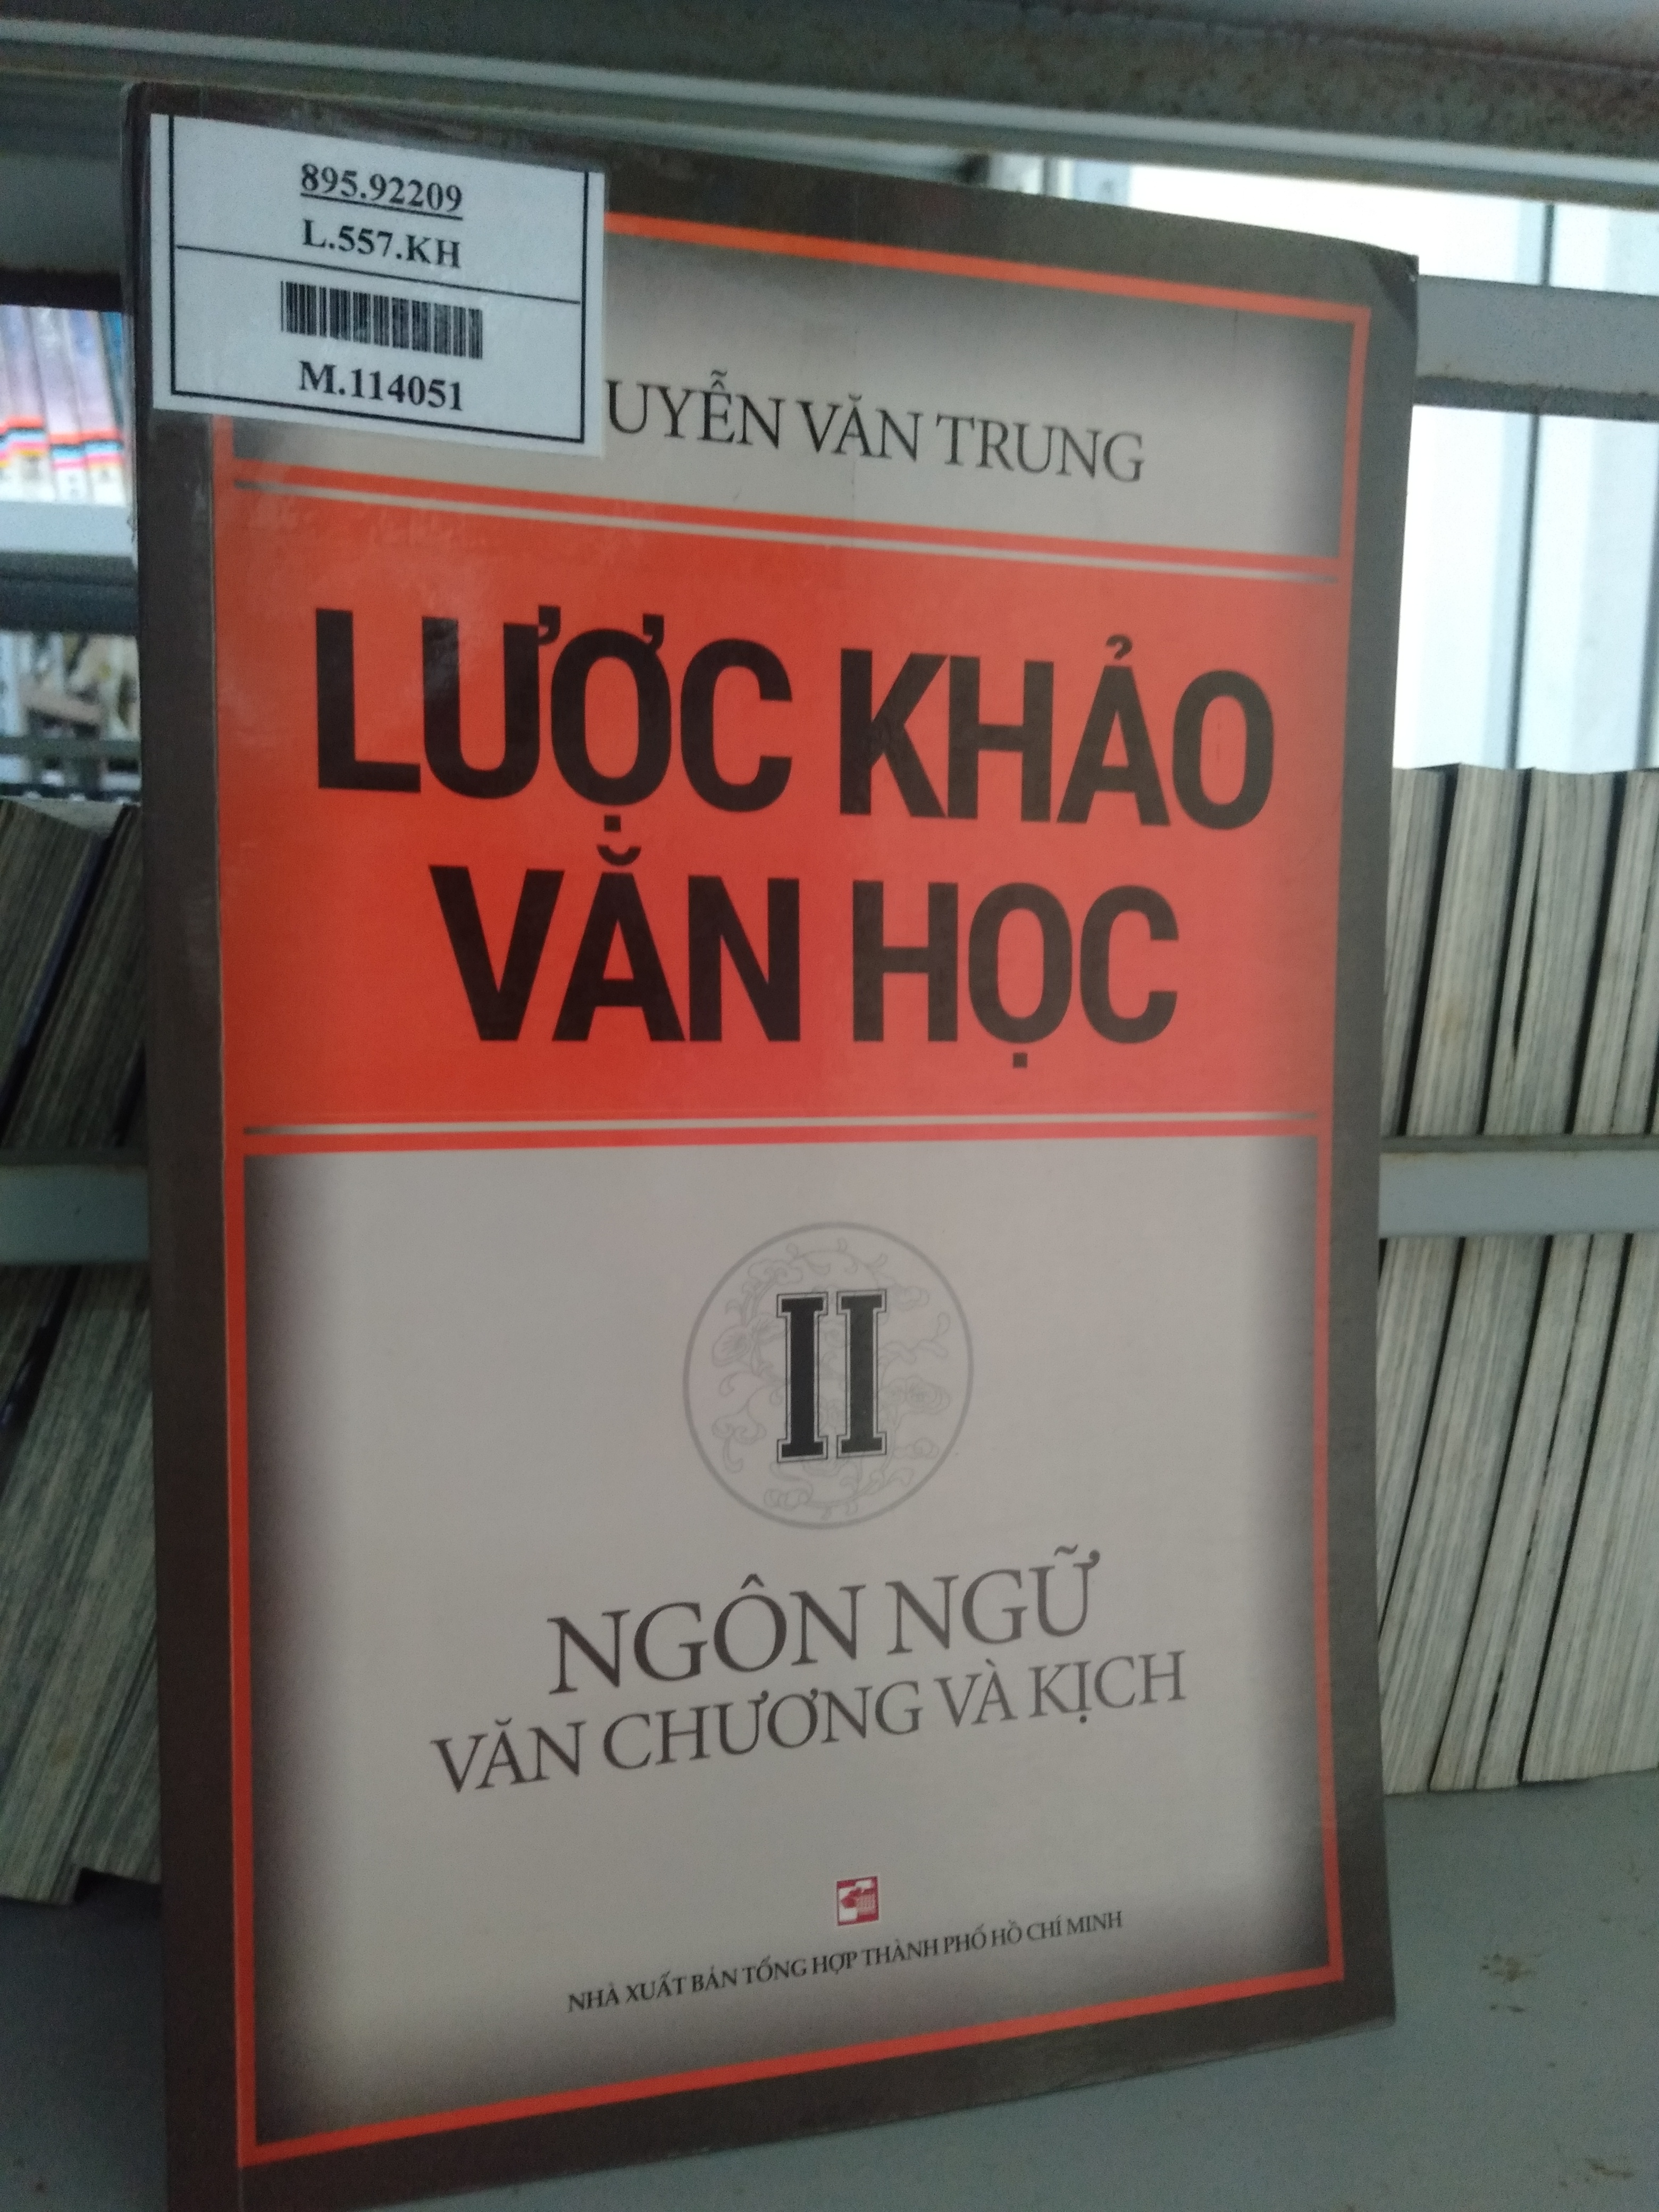 895.92209
L.557.KH
M.114051
UYỄN VĂN TRUNG
LƯỢC KHẢO
VĂN HỌC
II
NGÔN NGỮ
VĂN CHƯƠNG VÀ KỊCH
NHÀ XUẤT BẢN TỔNG HỢP THÀNH PHỐ HỒ CHÍ MINH